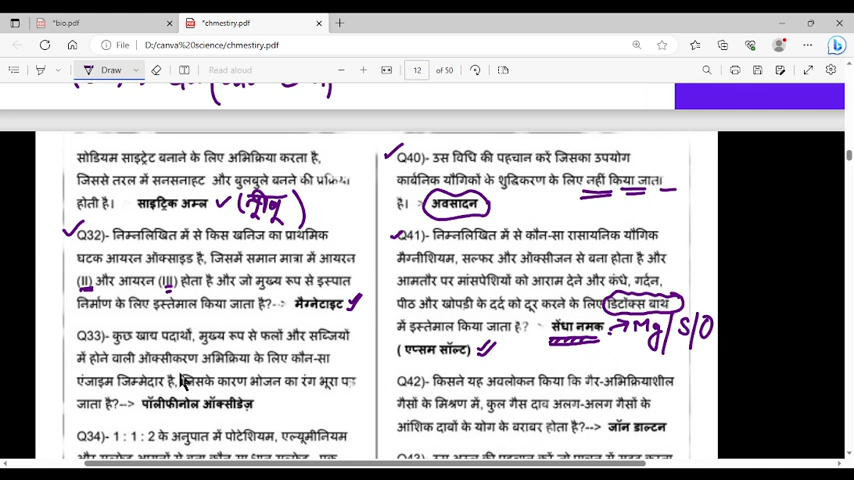 *bio.pdf
*chmestiry.pdf
File
D:/canva%20science/chmestiry.pdf
Draw
Read aloud
12
of 50
सोडियम साइट्रेट बनाने के लिए अभिक्रिया करता है,
जिससे तरल में सनसनाहट और बुलबुले बनने की प्रक्रिया
होती है। साइट्रिक अम्ल (नींबू)
Q32)- निम्नलिखित में से किस खनिज का प्राथमिक
घटक आयरन ओक्साइड है, जिसमें समान मात्रा में आयरन
(II) और आयरन (III) होता है और जो मुख्य रूप से इस्पात
निर्माण के लिए इस्तेमाल किया जाता है?--> मैग्नेटाइट
Q33)- कुछ खाद्य पदार्थो, मुख्य रूप से फलों और सब्जियों
में होने वाली ओक्सीकरण अभिक्रिया के लिए कौन-सा
एंजाइम जिम्मेदार है, जिसके कारण भोजन का रंग भूरा पड
जाता है?--> पॉलीफीनोल ऑक्सीडेज़
Q34)- 1 : 1 : 2 के अनुपात में पोटेशियम, एल्यूमीनियम
Q40)- उस विधि की पहचान करें जिसका उपयोग
कार्बनिक यौगिकों के शुद्धिकरण के लिए नहीं किया जाता
है। अवसादन
Q41)- निम्नलिखित में से कौन-सा रासायनिक यौगिक
मैग्नीशियम, सल्फर और ओक्सीजन से बना होता है और
आमतौर पर मांसपेशियों को आराम देने और कंधे, गर्दन,
पीठ और खोपड़ी के दर्द को दूर करने के लिए डिटॉक्स बाथ
में इस्तेमाल किया जाता है? सेंधा नमक → Mg/S/O
( एप्सम सॉल्ट)
Q42)- किसने यह अवलोकन किया कि गैर-अभिक्रियाशील
गैसों के मिश्रण में, कुल गैस दाव अलग-अलग गैसों के
आंशिक दावों के योग के बराबर होता है?--> जॉन डाल्टन